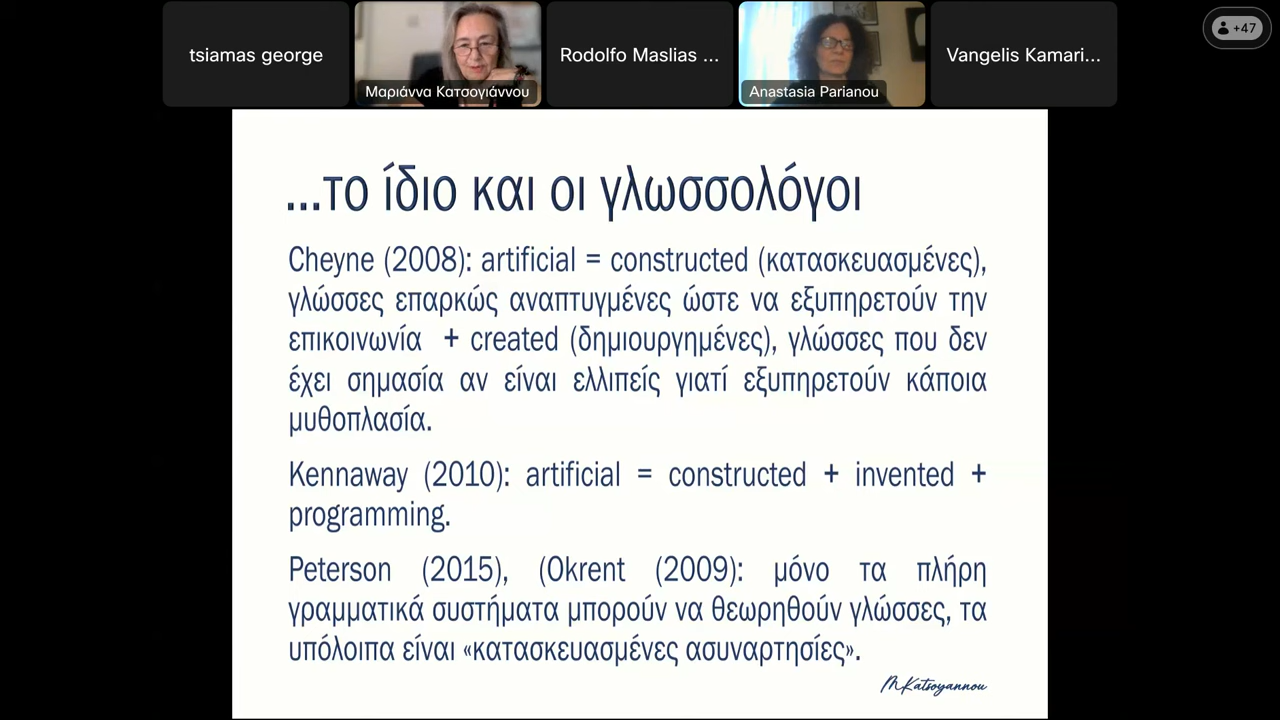 tsiamas george
Μαριάννα Κατσογιάννου
Rodolfo Maslias ...
Anastasia Parianou
Vangelis Kamari...
+47
...το ίδιο και οι γλωσσολόγοι
Cheyne (2008): artificial = constructed (κατασκευασμένες),
γλώσσες επαρκώς αναπτυγμένες ώστε να εξυπηρετούν την
επικοινωνία + created (δημιουργημένες), γλώσσες που δεν
έχει σημασία αν είναι ελλιπείς γιατί εξυπηρετούν κάποια
μυθοπλασία.
Kennaway (2010): artificial = constructed + invented +
programming.
Peterson (2015), (Okrent (2009): μόνο τα πλήρη
γραμματικά συστήματα μπορούν να θεωρηθούν γλώσσες, τα
υπόλοιπα είναι «κατασκευασμένες ασυναρτησίες».
MKatsoyannou